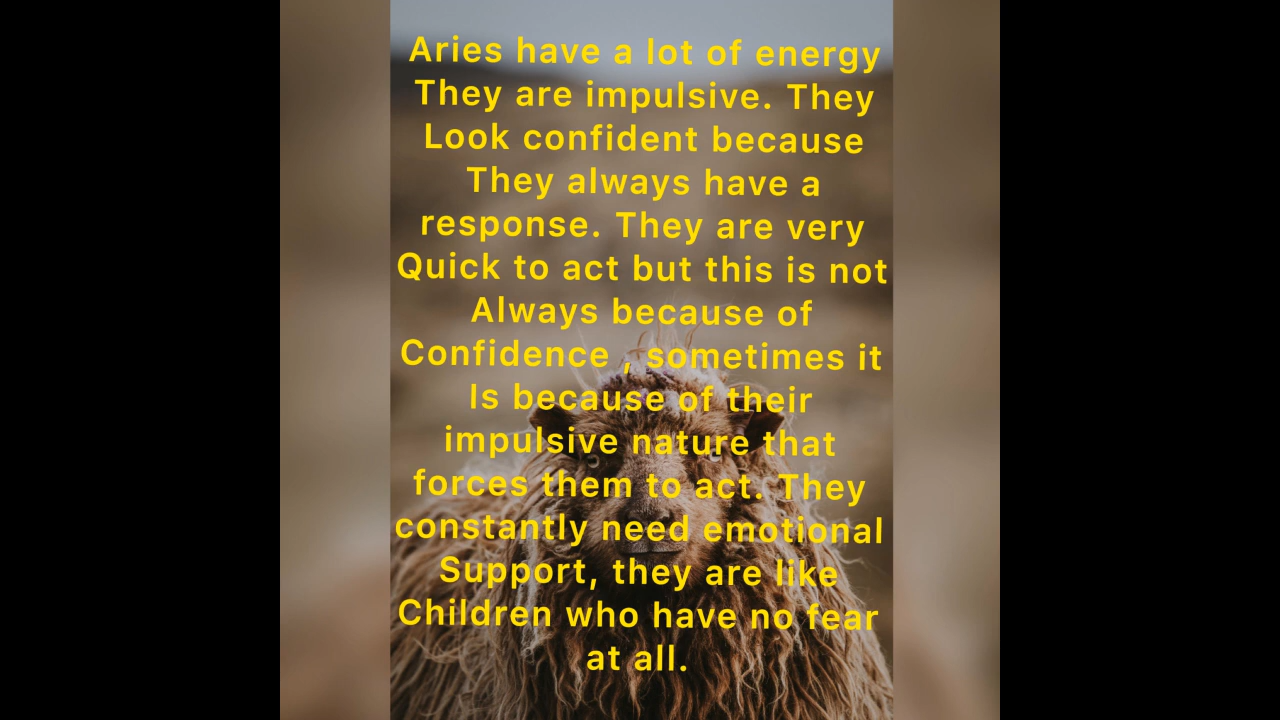 Aries have a lot of energy
They are impulsive. They
Look confident because
They always have a
response. They are very
Quick to act but this is not
Always because of
Confidence , sometimes it
Is because of their
impulsive nature that
forces them to act. They
constantly need emotional
Support, they are like
Children who have no fear
at all.